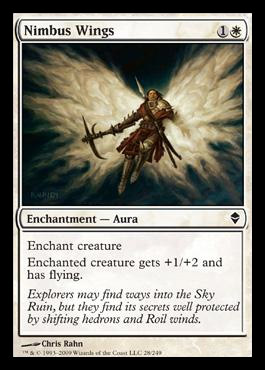 Nimbus Wings 1
Enchantment — Aura
Enchant creature
Enchanted creature gets +1/+2 and
has flying.
Explorers may find ways into the Sky
Ruin, but they find its secrets well protected
by shifting hedrons and Roil winds.
Chris Rahn
™ & © 1993–2009 Wizards of the Coast LLC 28/249